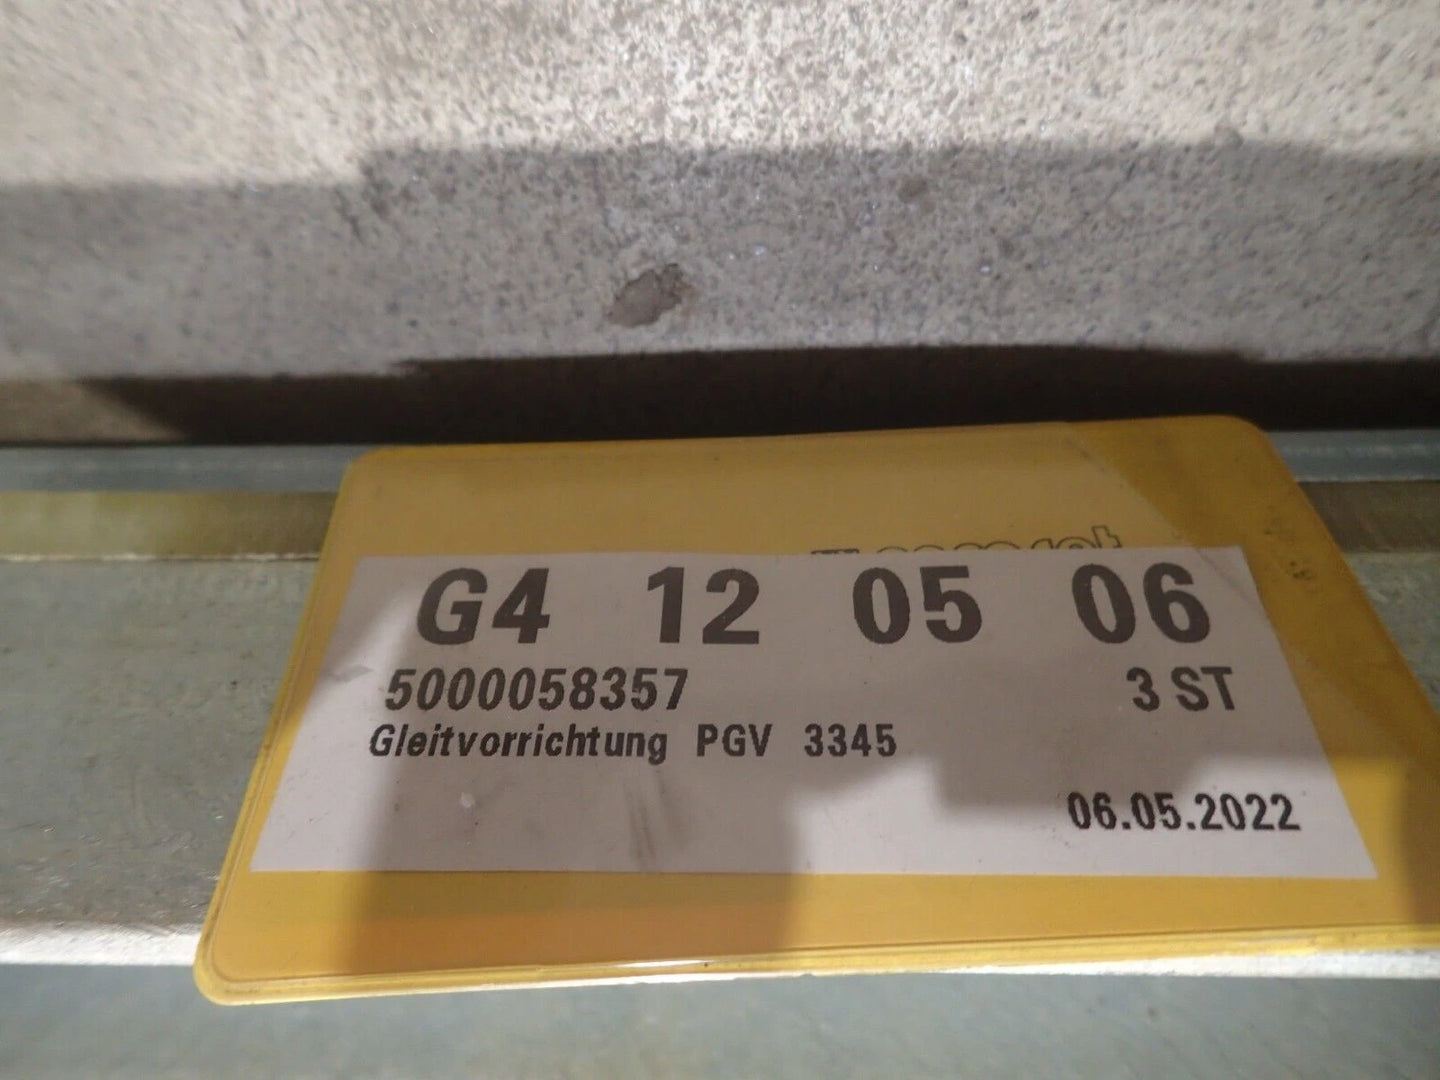 G4 12 05 06
5000058357 3 ST
Gleitvorrichtung PGV 3345
06.05.2022